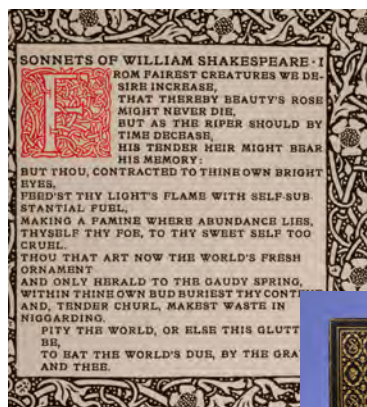 SONNETS OF WILLIAM SHAKESPEARE · I
FROM FAIREST CREATURES WE DE-
SIRE INCREASE,
THAT THEREBY BEAUTY'S ROSE
MIGHT NEVER DIE,
BUT AS THE RIPER SHOULD BY
TIME DECEASE,
HIS TENDER HEIR MIGHT BEAR
HIS MEMORY:
BUT THOU, CONTRACTED TO THINE OWN BRIGHT
EYES,
FEED'ST THY LIGHT'S FLAME WITH SELF-SUB
STANTIAL FUEL,
MAKING A FAMINE WHERE ABUNDANCE LIES,
THYSELF THY FOE, TO THY SWEET SELF TOO
CRUEL.
THOU THAT ART NOW THE WORLD'S FRESH
ORNAMENT
AND ONLY HERALD TO THE GAUDY SPRING,
WITHIN THINE OWN BUD BURIEST THY CONTE
AND, TENDER CHURL, MAKEST WASTE IN
NIGGARDING.
PITY THE WORLD, OR ELSE THIS GLUTT
BE,
TO EAT THE WORLD'S DUE, BY THE GRA
AND THEE.